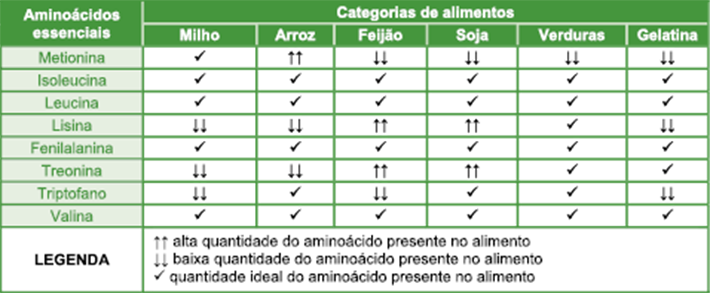 Aminoácidos essenciais Categorias de alimentos
Milho Arroz Feijão Soja Verduras Gelatina
Metionina ✓ ↑↑ ↓↓ ↓↓ ↓↓ ↓↓
Isoleucina ✓ ✓ ✓ ✓ ✓ ✓
Leucina ✓ ✓ ✓ ✓ ✓ ✓
Lisina ↓↓ ↓↓ ↑↑ ↑↑ ✓ ↓↓
Fenilalanina ✓ ✓ ✓ ✓ ✓ ✓
Treonina ↓↓ ↓↓ ↑↑ ↑↑ ✓ ✓
Triptofano ↓↓ ✓ ↓↓ ✓ ✓ ↓↓
Valina ✓ ✓ ✓ ✓ ✓ ✓
LEGENDA
↑↑ alta quantidade do aminoácido presente no alimento
↓↓ baixa quantidade do aminoácido presente no alimento
✓ quantidade ideal do aminoácido presente no alimento